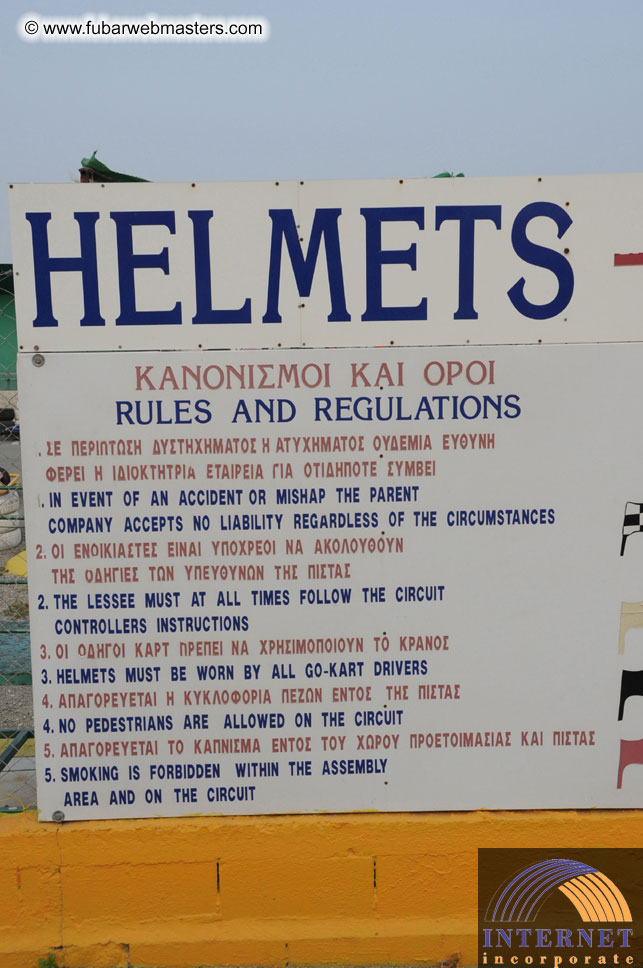 © www.fubarwebmasters.com
HELMETS
ΚΑΝΟΝΙΣΜΟΙ ΚΑΙ ΟΡΟΙ
RULES AND REGULATIONS
1. ΣΕ ΠΕΡΙΠΤΩΣΗ ΔΥΣΤΗΧΗΜΑΤΟΣ Η ΑΤΥΧΗΜΑΤΟΣ ΟΥΔΕΜΙΑ ΕΥΘΥΝΗ
ΦΕΡΕΙ Η ΙΔΙΟΚΤΗΤΡΙΑ ΕΤΑΙΡΕΙΑ ΓΙΑ ΟΤΙΔΗΠΟΤΕ ΣΥΜΒΕΙ
1. IN EVENT OF AN ACCIDENT OR MISHAP THE PARENT
COMPANY ACCEPTS NO LIABILITY REGARDLESS OF THE CIRCUMSTANCES
2. ΟΙ ΕΝΟΙΚΙΑΣΤΕΣ ΕΙΝΑΙ ΥΠΟΧΡΕΟΙ ΝΑ ΑΚΟΛΟΥΘΟΥΝ
ΤΗΣ ΟΔΗΓΙΕΣ ΤΩΝ ΥΠΕΥΘΥΝΩΝ ΤΗΣ ΠΙΣΤΑΣ
2. THE LESSEE MUST AT ALL TIMES FOLLOW THE CIRCUIT
CONTROLLERS INSTRUCTIONS
3. ΟΙ ΟΔΗΓΟΙ ΚΑΡΤ ΠΡΕΠΕΙ ΝΑ ΧΡΗΣΙΜΟΠΟΙΟΥΝ ΤΟ ΚΡΑΝΟΣ
3. HELMETS MUST BE WORN BY ALL GO-KART DRIVERS
4. ΑΠΑΓΟΡΕΥΕΤΑΙ Η ΚΥΚΛΟΦΟΡΙΑ ΠΕΖΩΝ ΕΝΤΟΣ ΤΗΣ ΠΙΣΤΑΣ
4. NO PEDESTRIANS ARE ALLOWED ON THE CIRCUIT
5. ΑΠΑΓΟΡΕΥΕΤΑΙ ΤΟ ΚΑΠΝΙΣΜΑ ΕΝΤΟΣ ΤΟΥ ΧΩΡΟΥ ΠΡΟΕΤΟΙΜΑΣΙΑΣ ΚΑΙ ΠΙΣΤΑΣ
5. SMOKING IS FORBIDDEN WITHIN THE ASSEMBLY
AREA AND ON THE CIRCUIT
INTERNET
incorporate